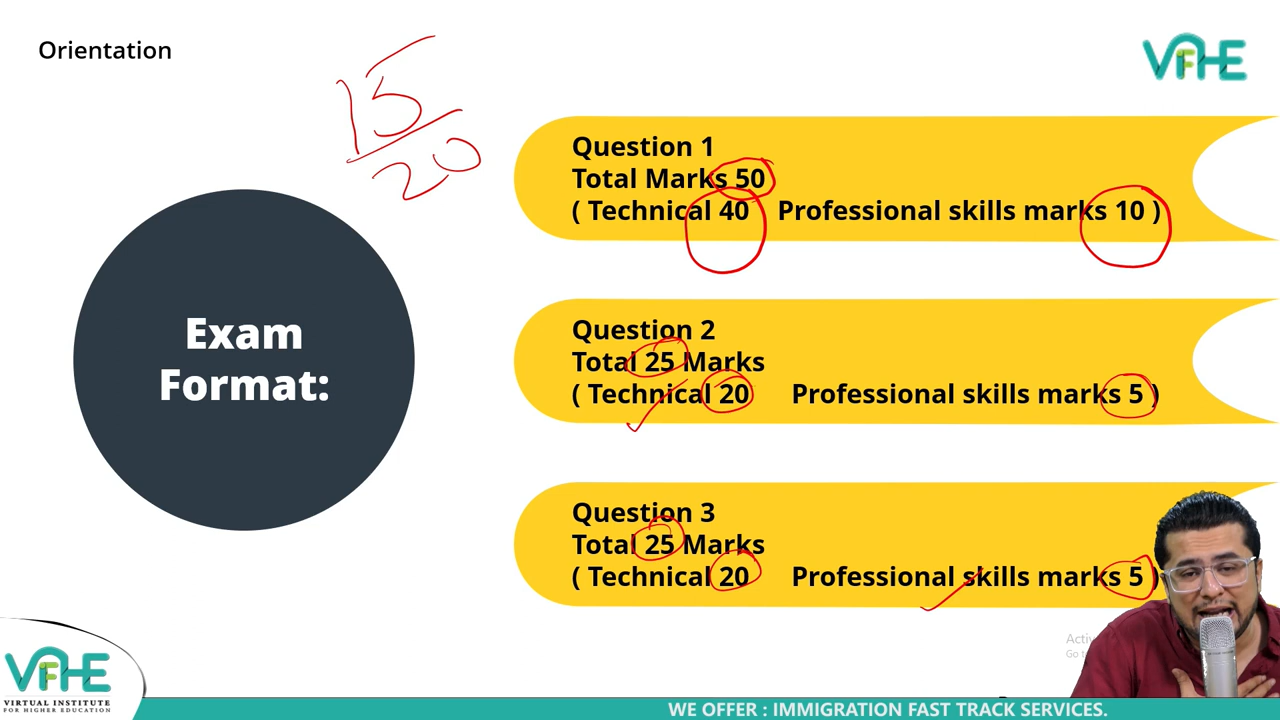 Orientation
VFHE
15
20
Question 1
Total Marks 50
( Technical 40 Professional skills marks 10 )
Exam
Format:
Question 2
Total 25 Marks
( Technical 20 Professional skills marks 5 )
Question 3
Total 25 Marks
( Technical 20 Professional skills marks 5 )
VFHE
VIRTUAL INSTITUTE
FOR HIGHER EDUCATION
WE OFFER : IMMIGRATION FAST TRACK SERVICES.